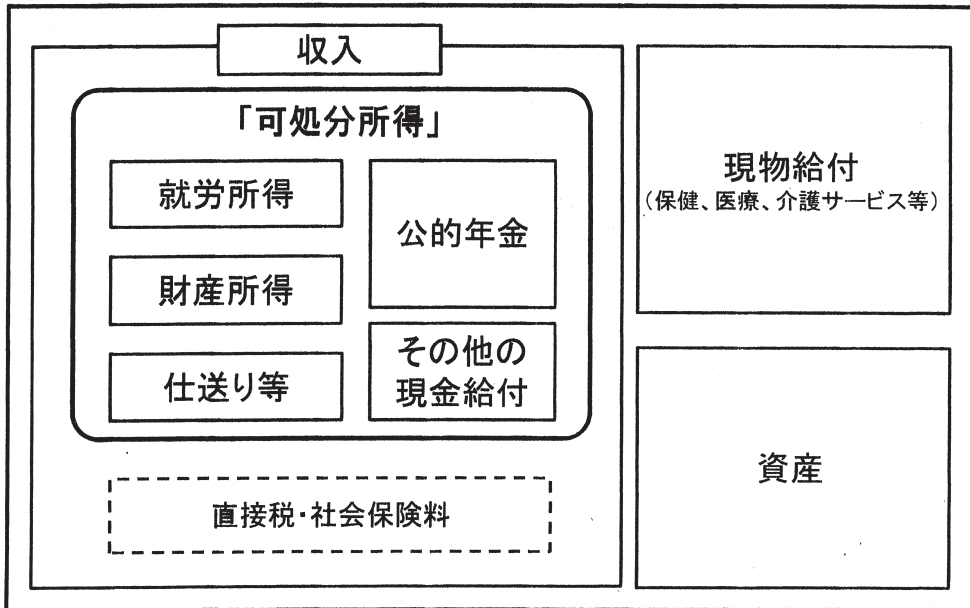 収入
「可処分所得」
就労所得
財産所得
仕送り等
公的年金
その他の
現金給付
直接税・社会保険料
現物給付
（保健、医療、介護サービス等）
資産